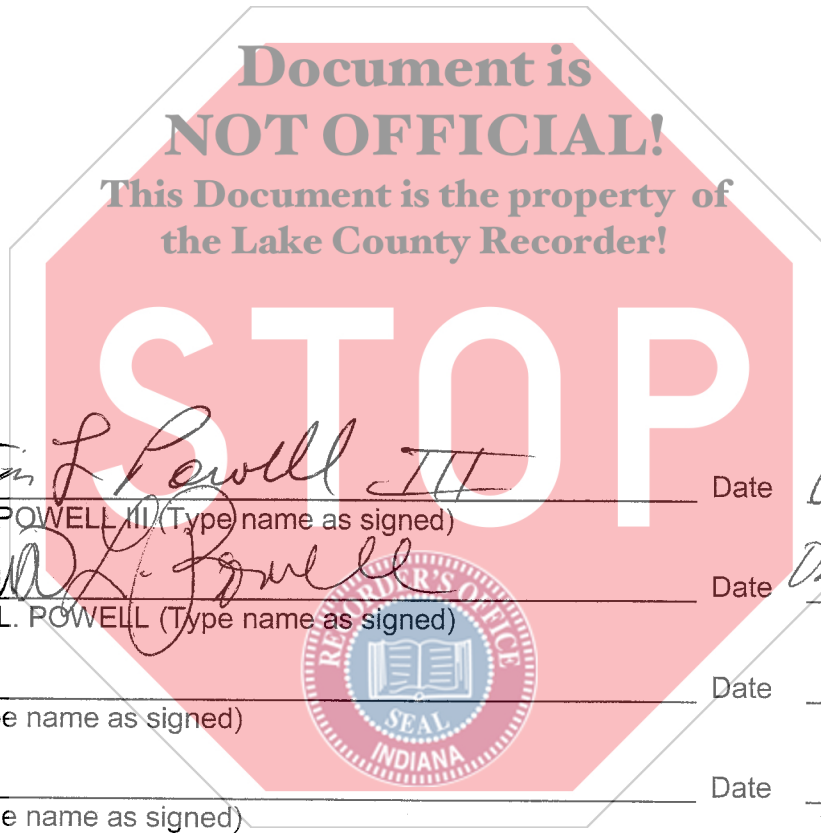 Document is
NOT OFFICIAL!
This Document is the property of
the Lake County Recorder!
STOP
L Powell III
Date
POWELL III (Type name as signed)
L. Powell
Date
L. POWELL (Type name as signed)
RECORDER'S OFFICE
SEAL
INDIANA
Date
e name as signed)
Date
e name as signed)